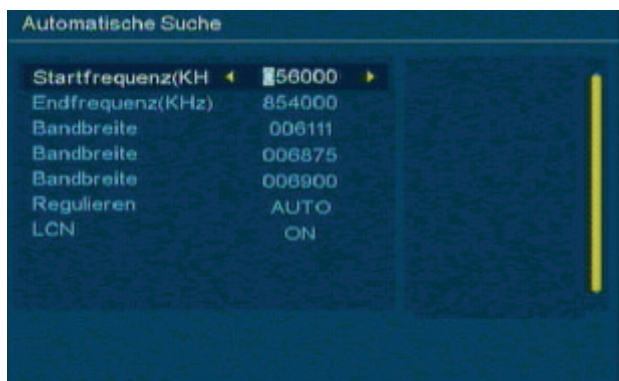 Automatische Suche
Startfrequenz(KH 56000
Endfrequenz(KHz) 854000
Bandbreite 006111
Bandbreite 006875
Bandbreite 006900
Regulieren AUTO
LCN ON